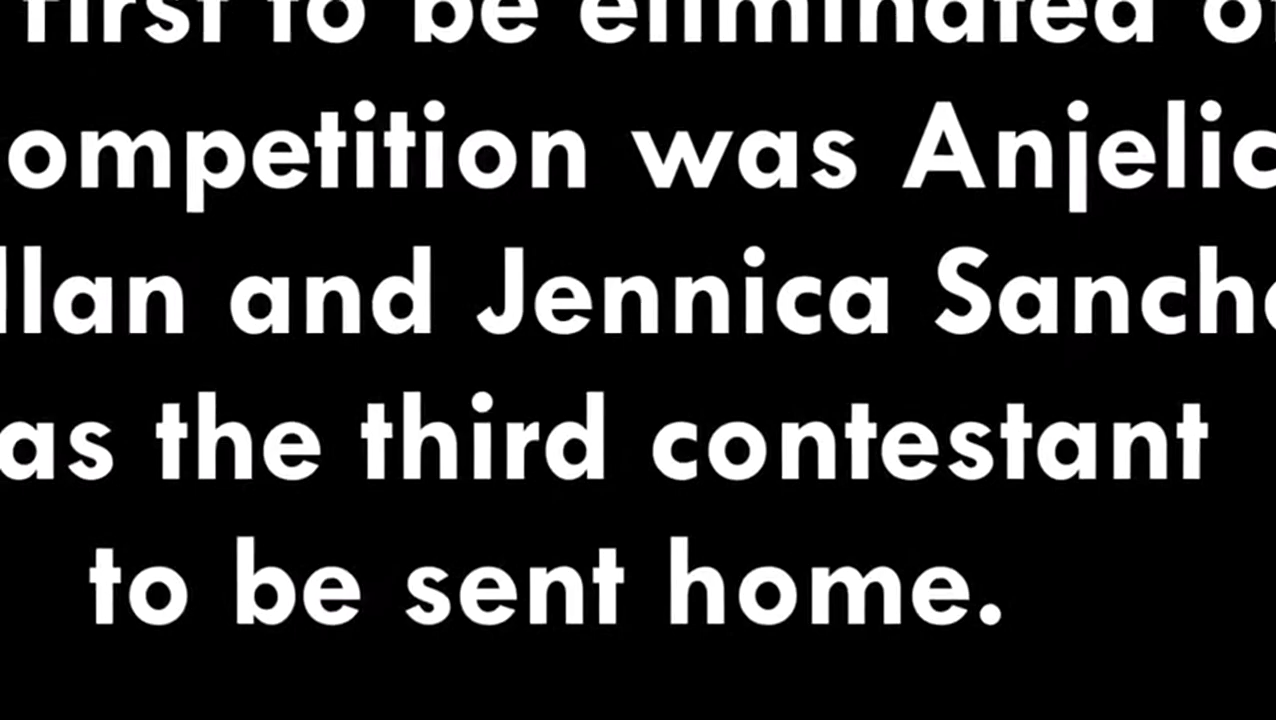 first to be eliminated
ompetition was Anjelic
llan and Jennica Sanch
as the third contestant
to be sent home.